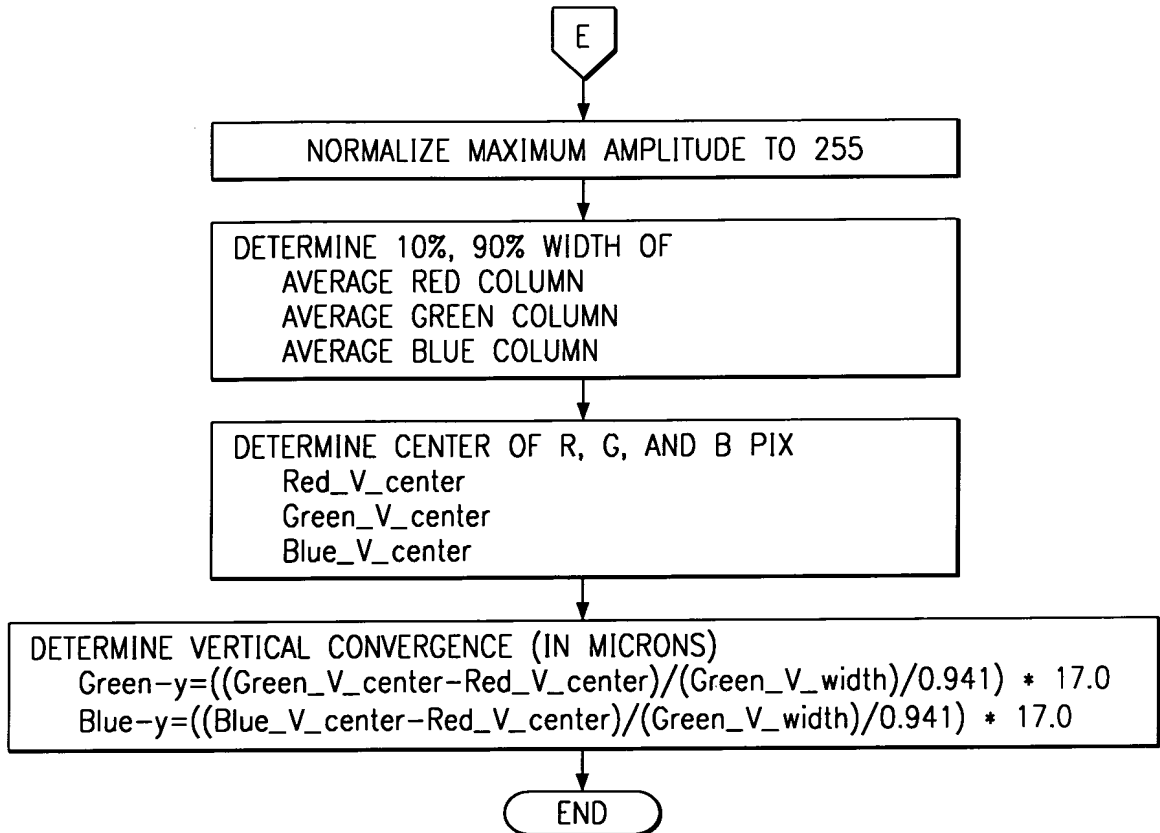 E
NORMALIZE MAXIMUM AMPLITUDE TO 255
DETERMINE 10%, 90% WIDTH OF
AVERAGE RED COLUMN
AVERAGE GREEN COLUMN
AVERAGE BLUE COLUMN
DETERMINE CENTER OF R, G, AND B PIX
Red_V_center
Green_V_center
Blue_V_center
DETERMINE VERTICAL CONVERGENCE (IN MICRONS)
Green-y=((Green_V_center-Red_V_center)/(Green_V_width)/0.941) * 17.0
Blue-y=((Blue_V_center-Red_V_center)/(Green_V_width)/0.941) * 17.0
END